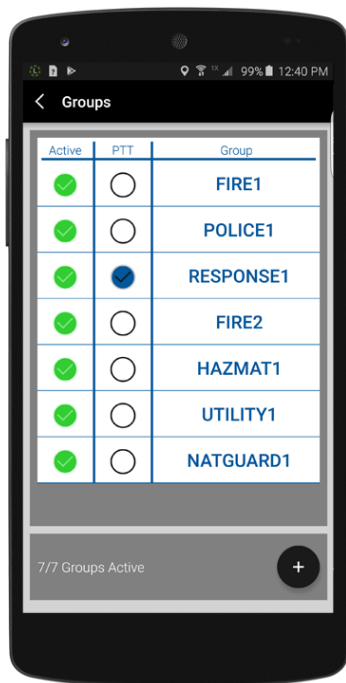 1X 99% 12:40 PM
Groups
Active PTT Group
FIRE1
POLICE1
RESPONSE1
FIRE2
HAZMAT1
UTILITY1
NATGUARD1
7/7 Groups Active
+